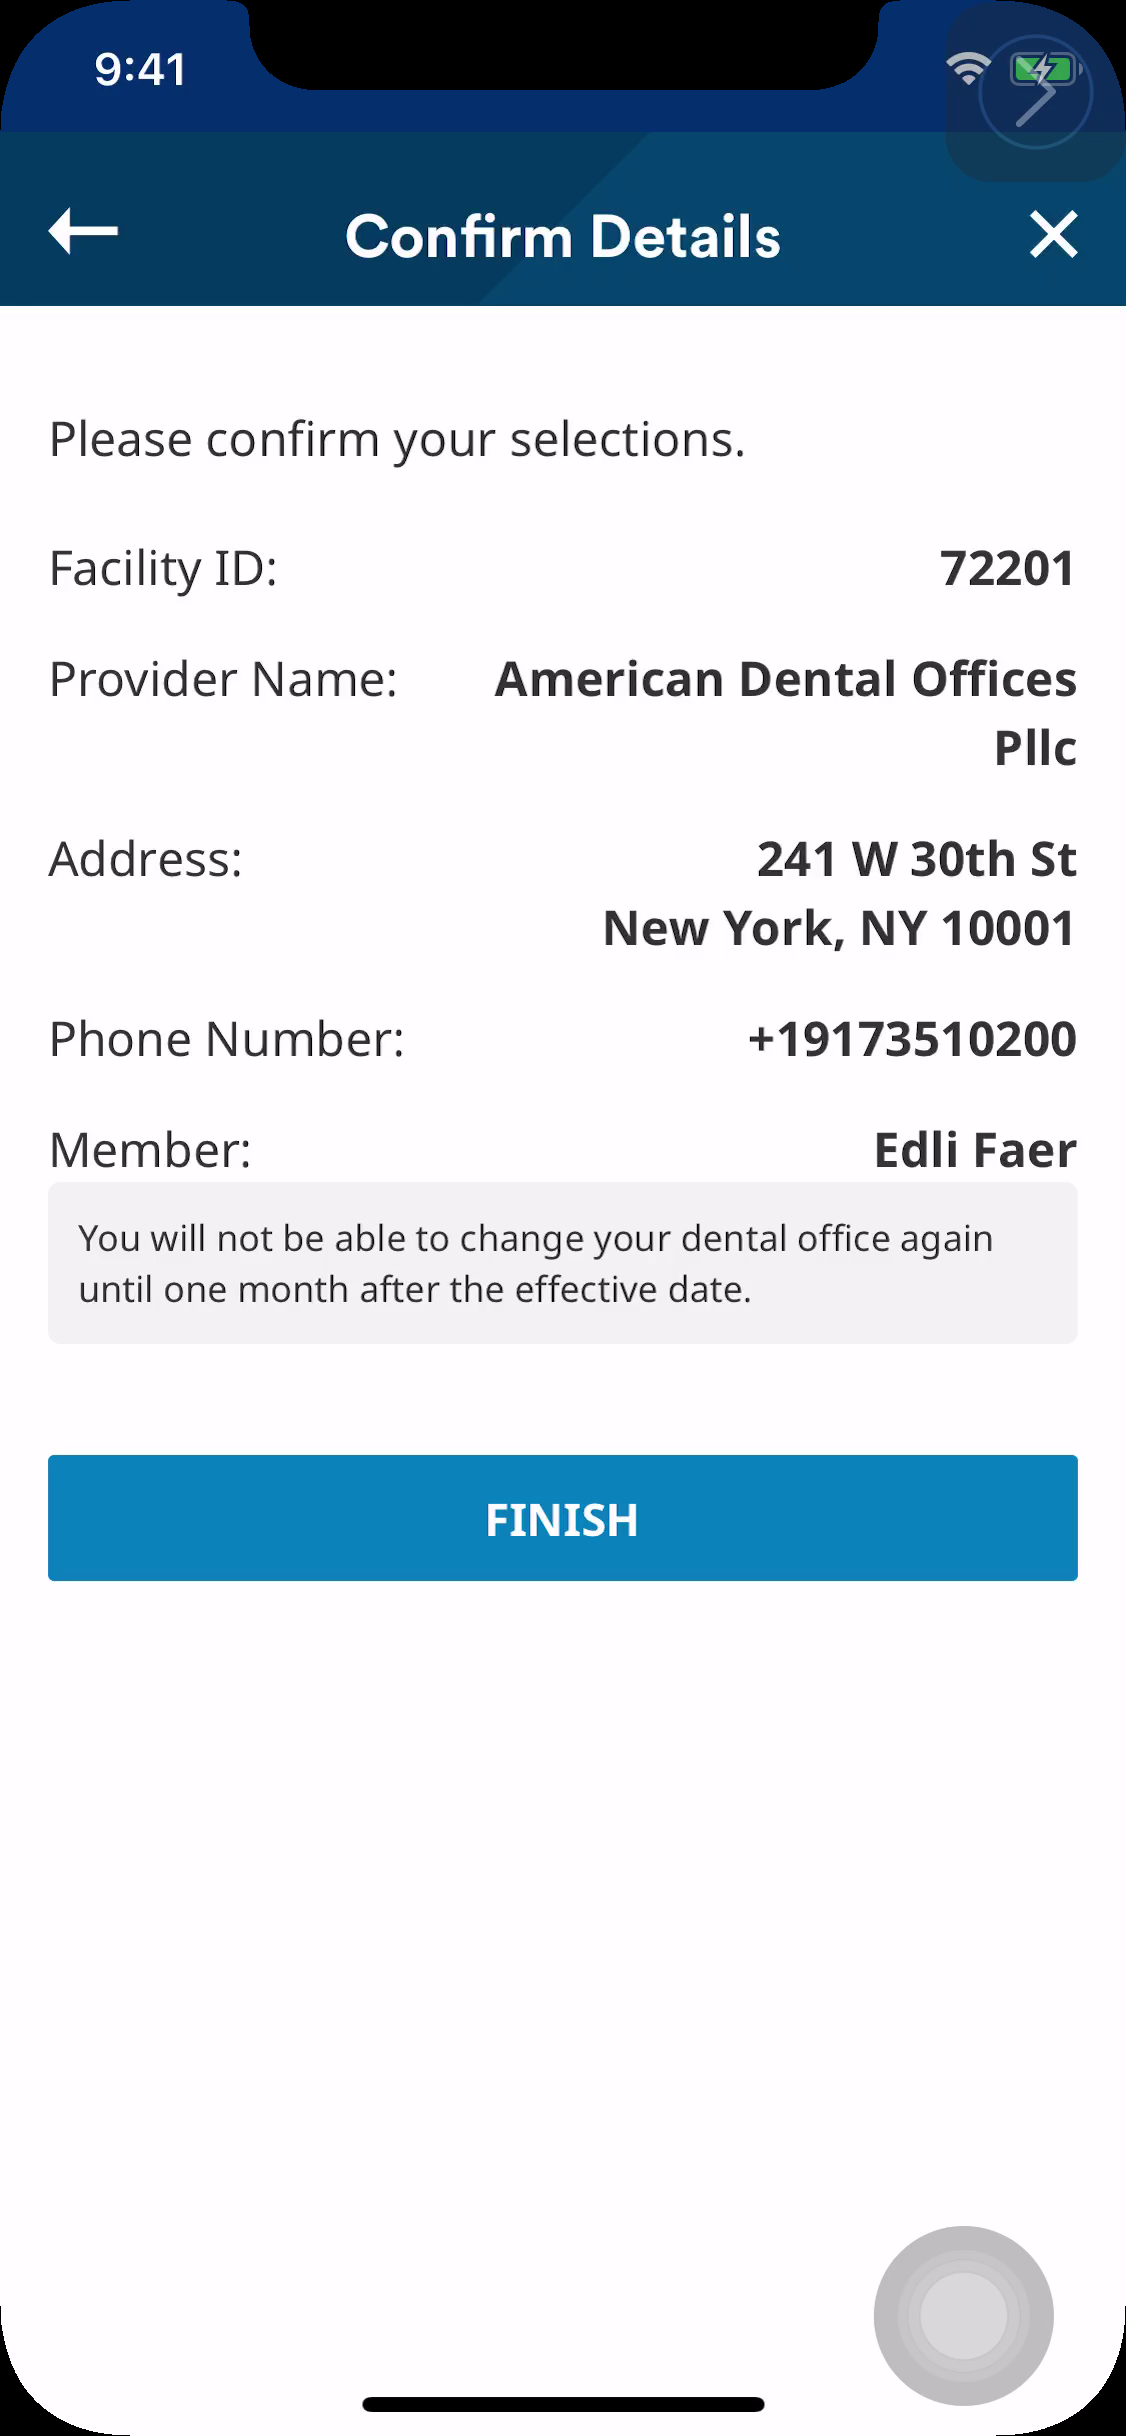 9:41
Confirm Details
Please confirm your selections.
Facility ID: 72201
Provider Name: American Dental Offices
Pllc
Address: 241 W 30th St
New York, NY 10001
Phone Number: +19173510200
Member: Edli Faer
You will not be able to change your dental office again
until one month after the effective date.
FINISH